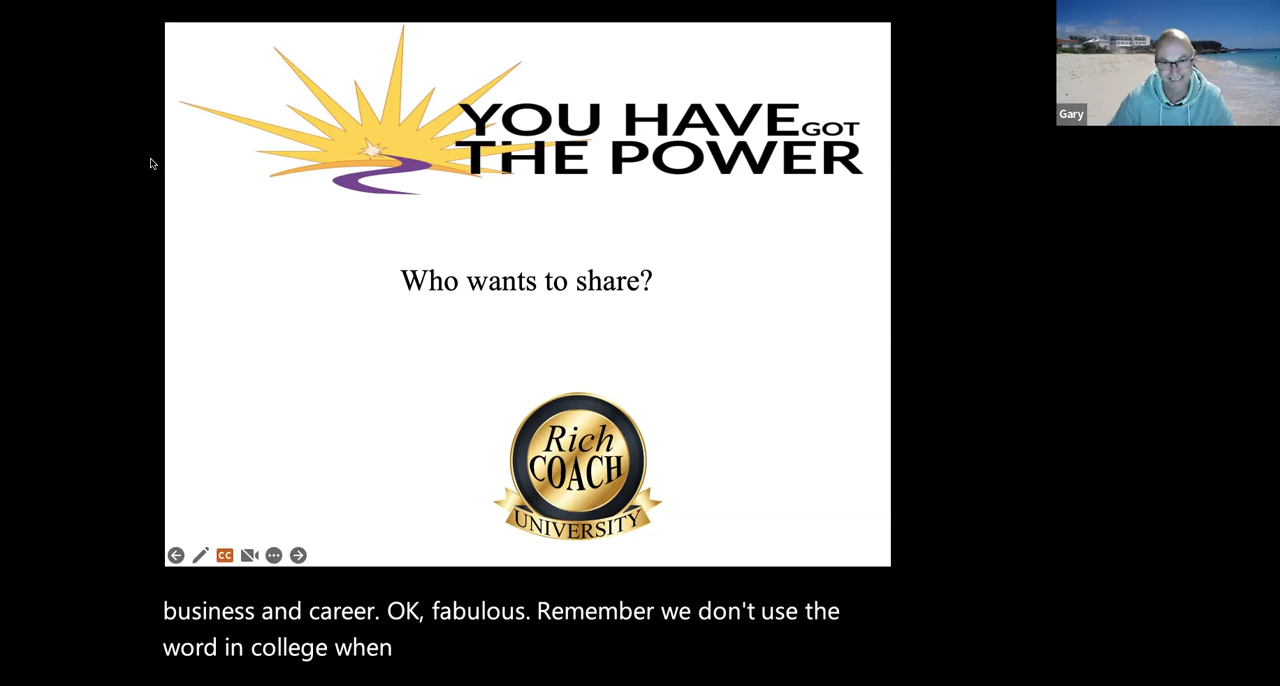 YOU HAVE GOT
THE POWER
Gary
Who wants to share?
Rich
COACH
UNIVERSITY
CC
business and career. OK, fabulous. Remember we don't use the
word in college when